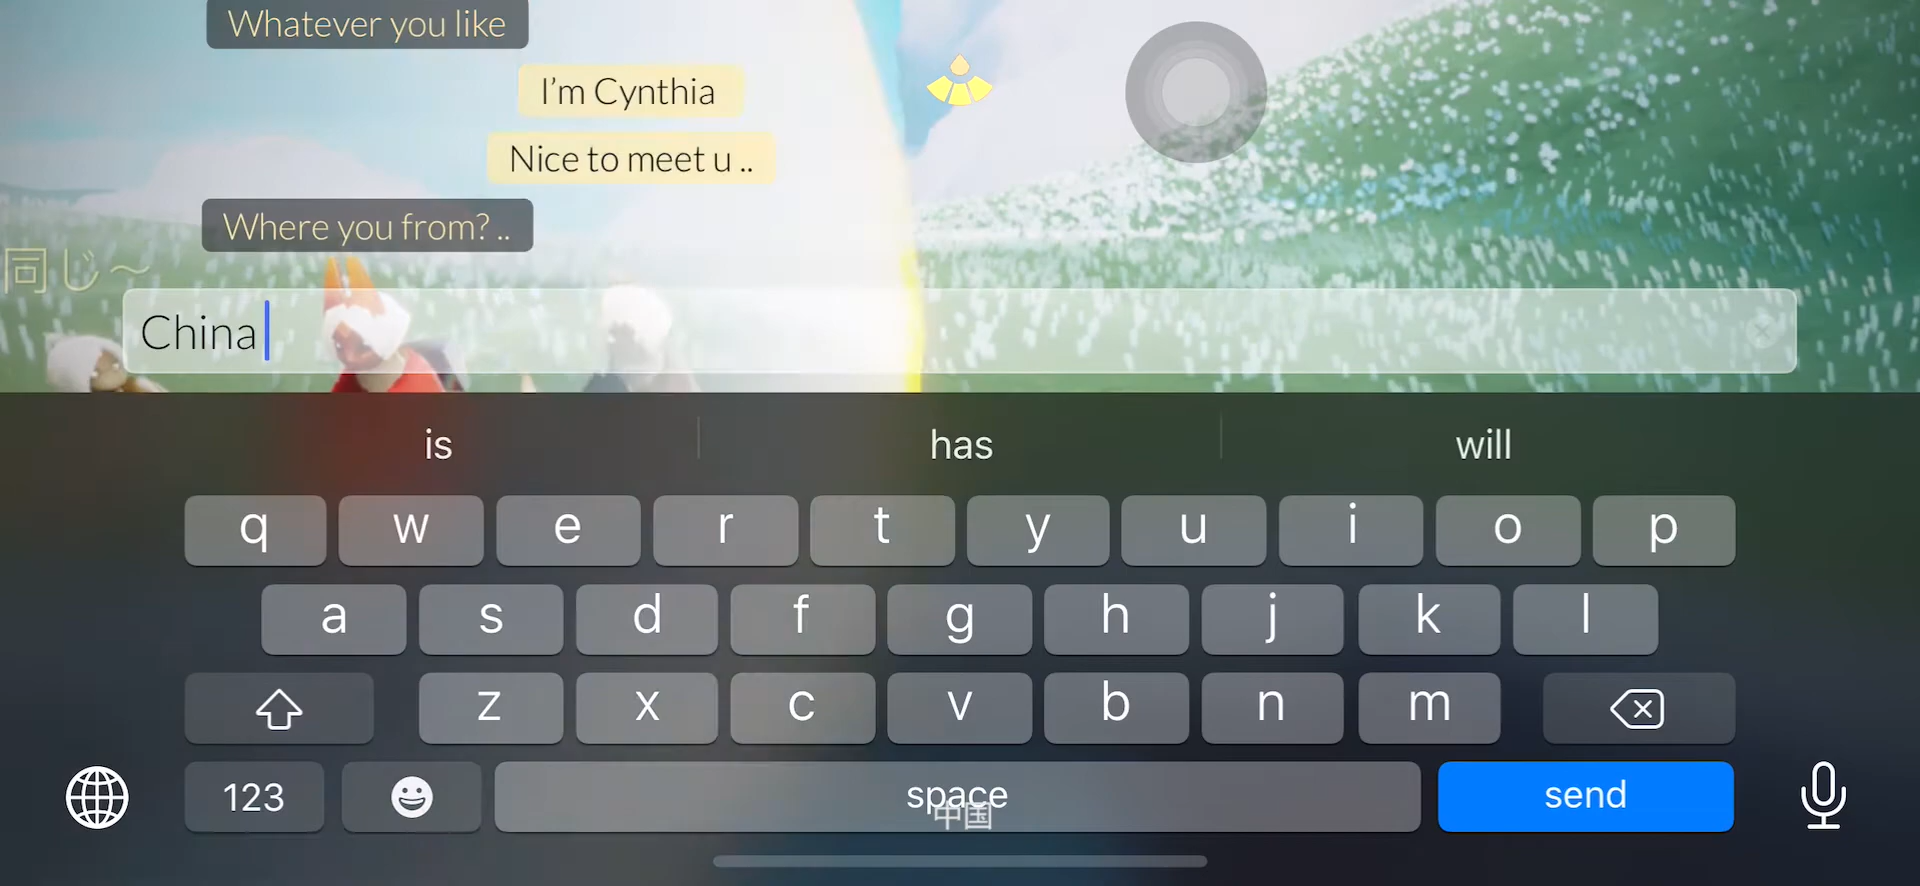 Whatever you like
I'm Cynthia
Nice to meet u ..
Where you from? ..
同じ～
China
is has will
q w e r t y u i o p
a s d f g h j k l
z x c v b n m
123 space send
中国